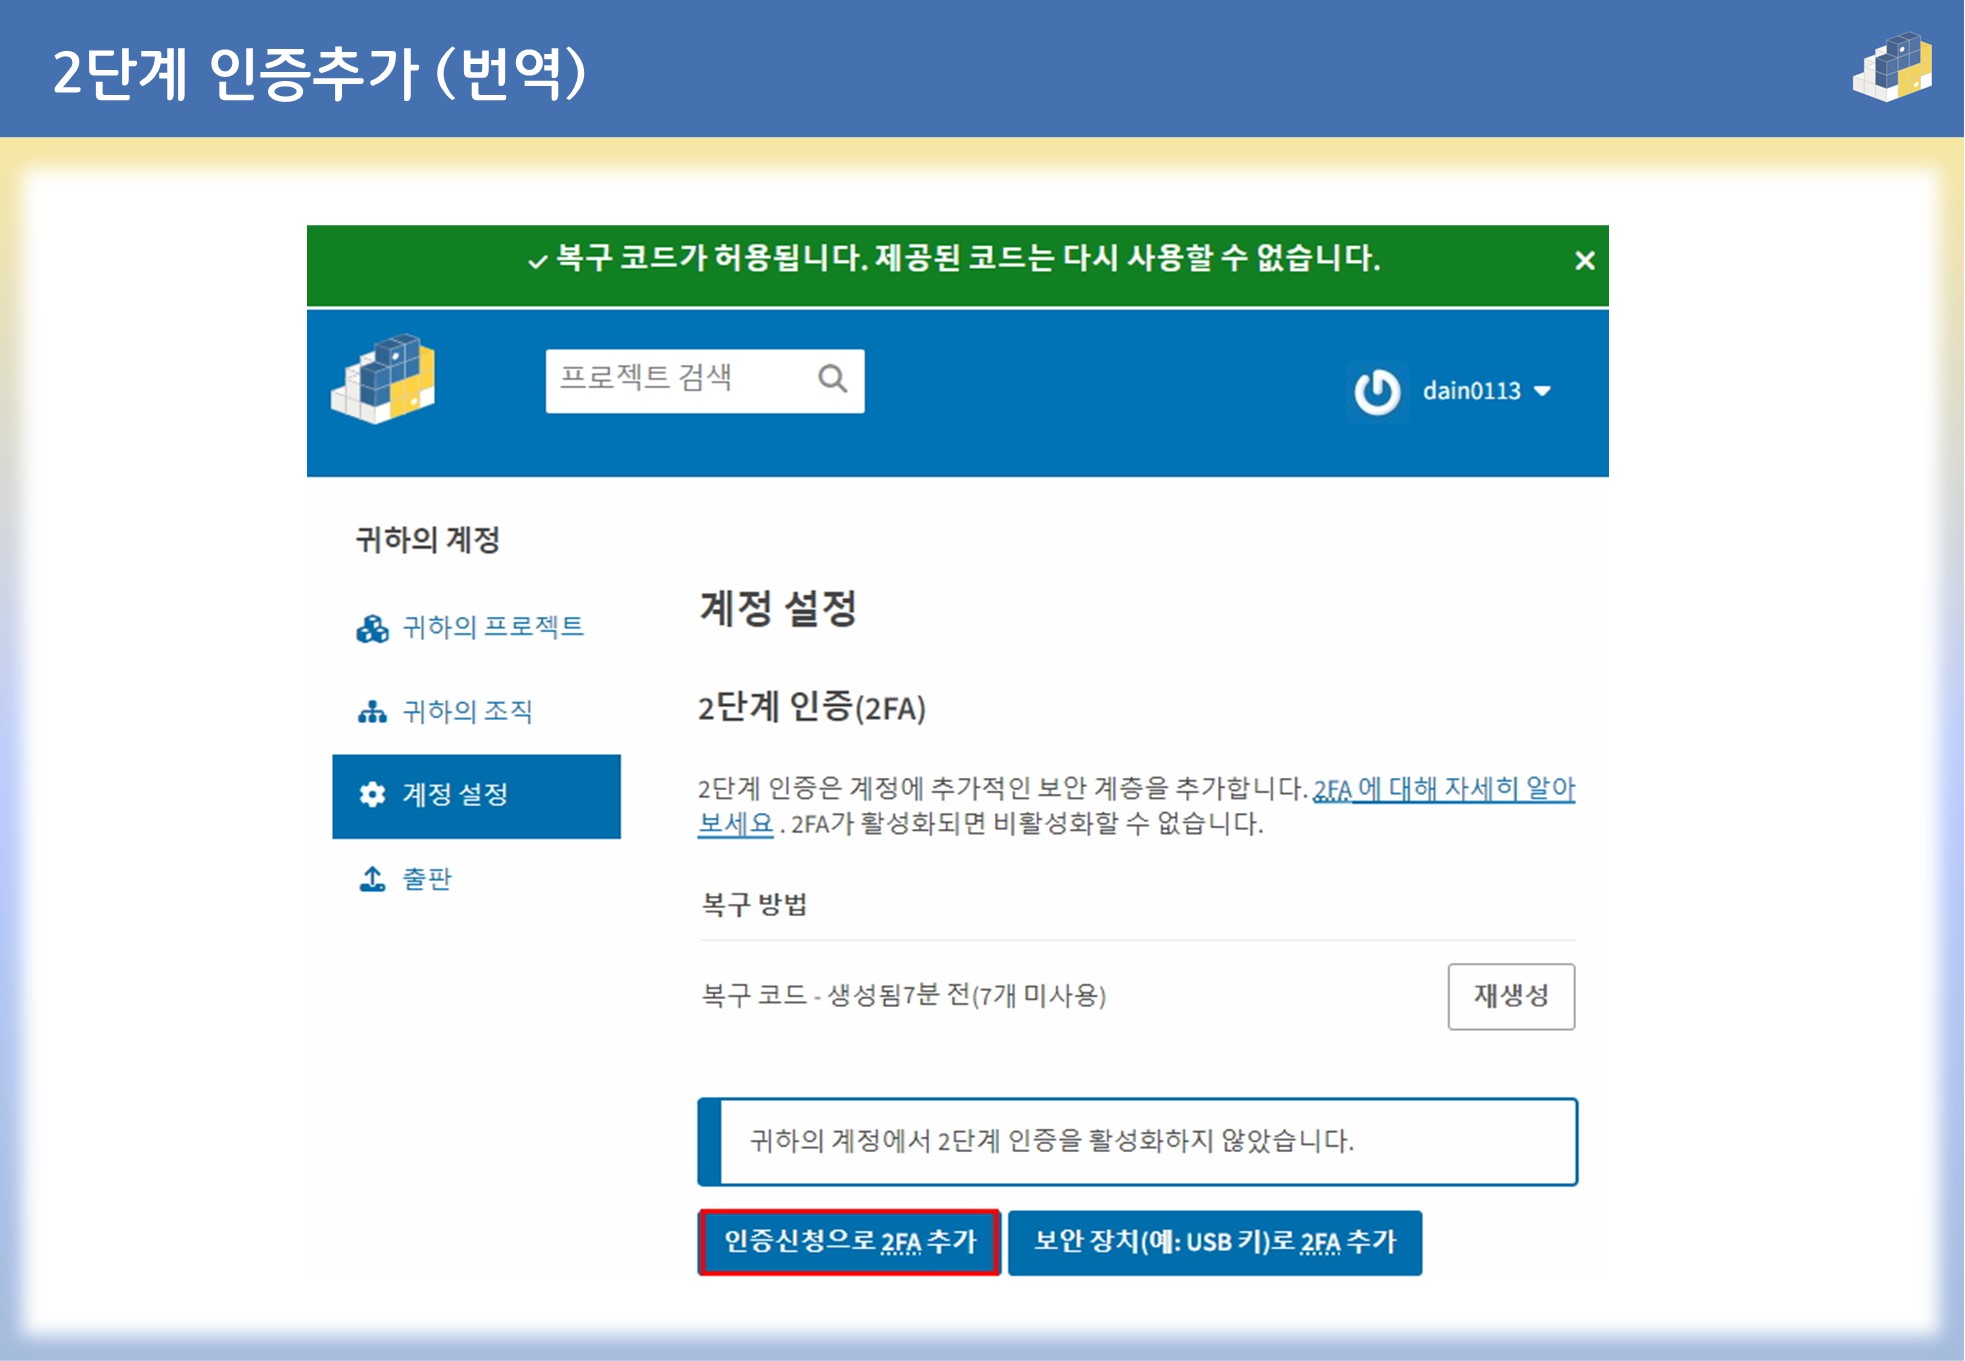 2단계 인증추가 (번역)
복구 코드가 허용됩니다. 제공된 코드는 다시 사용할 수 없습니다.
프로젝트 검색
dain0113
귀하의 계정
귀하의 프로젝트
귀하의 조직
계정 설정
출판
계정 설정
2단계 인증(2FA)
2단계 인증은 계정에 추가적인 보안 계층을 추가합니다. 2FA 에 대해 자세히 알아
보세요 . 2FA가 활성화되면 비활성화할 수 없습니다.
복구 방법
복구 코드 - 생성됨7분 전(7개 미사용)
재생성
귀하의 계정에서 2단계 인증을 활성화하지 않았습니다.
인증신청으로 2FA 추가
보안 장치(예: USB 키)로 2FA 추가